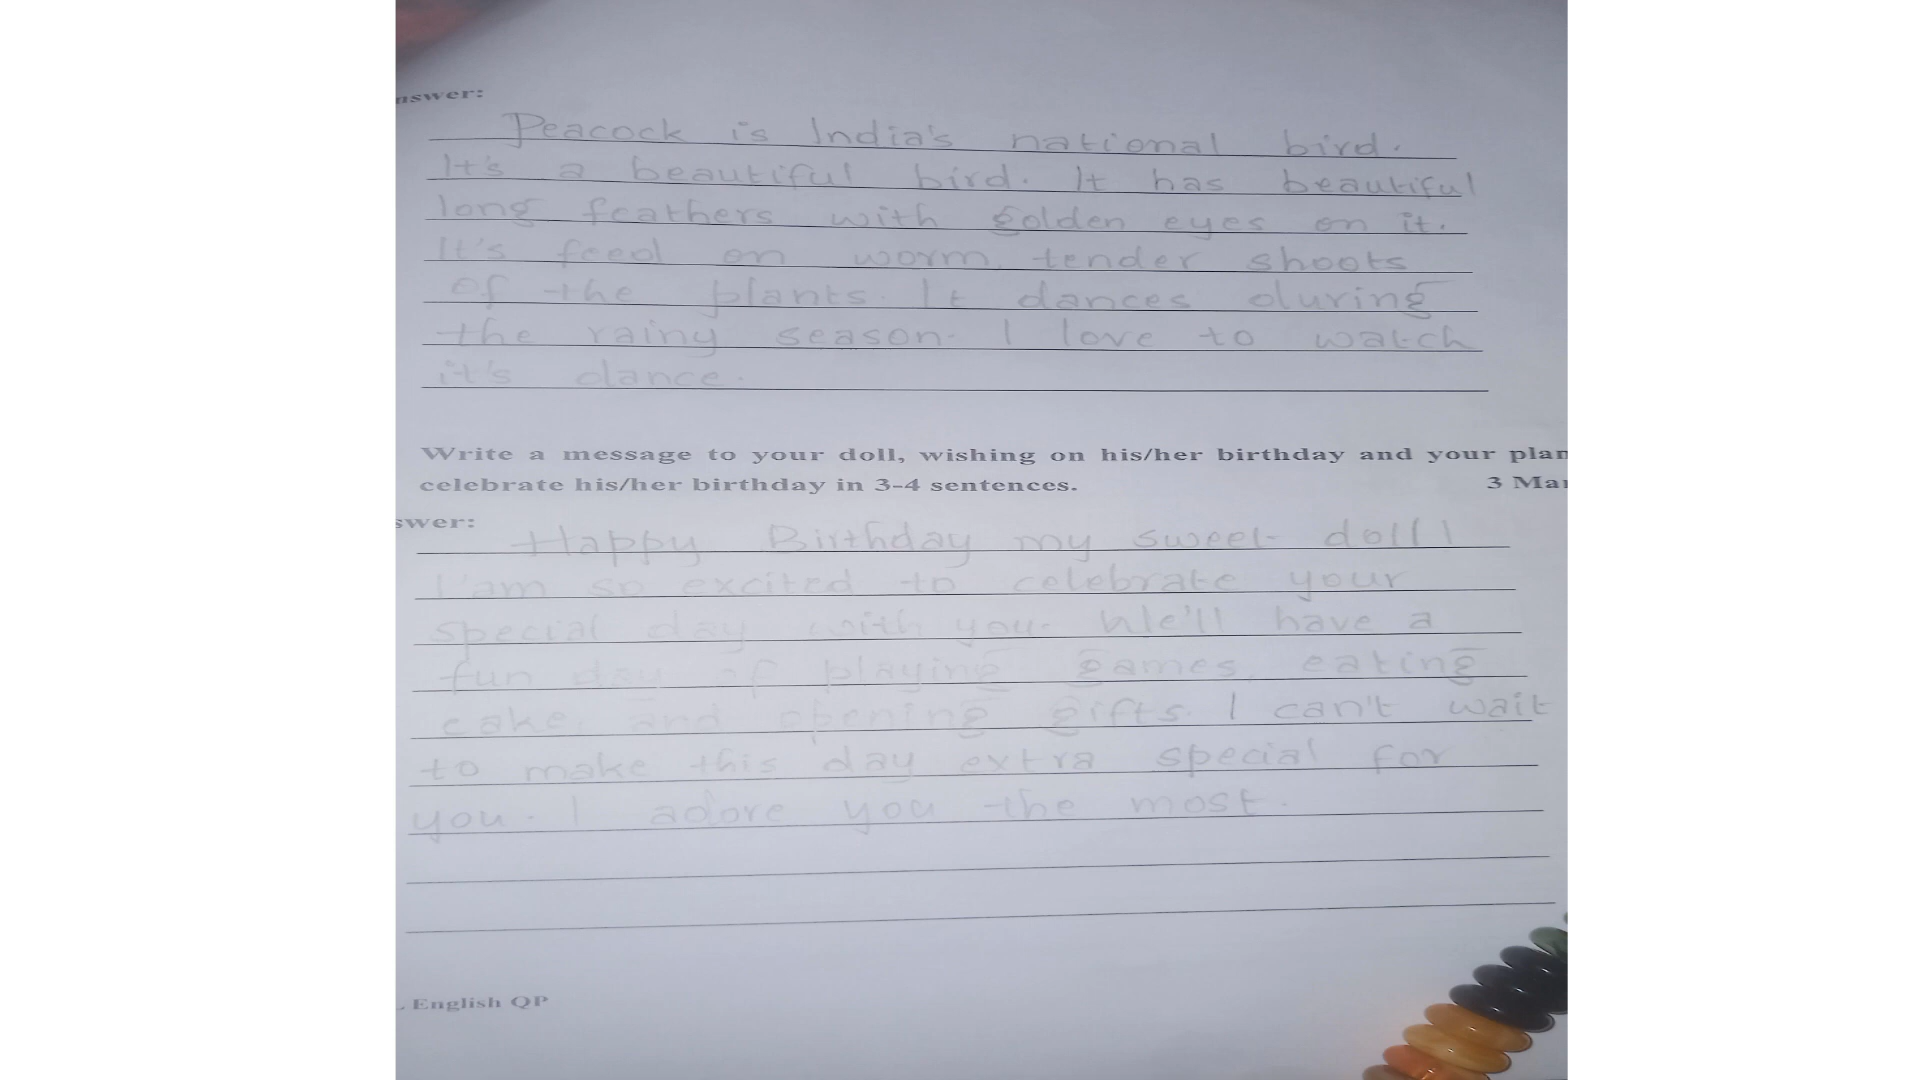 nswer:
Peacock is India's national bird.
It's a beautiful bird. It has beautiful
long feathers with golden eyes on it.
It's feed on worm, tender shoots
of the plants. It dances during
the rainy season. I love to watch
it's dance.
Write a message to your doll, wishing on his/her birthday and your plan
celebrate his/her birthday in 3-4 sentences. 3 Mar
swer:
Happy Birthday my sweet doll!
I'am so excited to celebrate your
special day with you. We'll have a
fun day of playing games, eating
cake, and opening gifts. I can't wait
to make this day extra special for
you. I adore you the most.
English QP